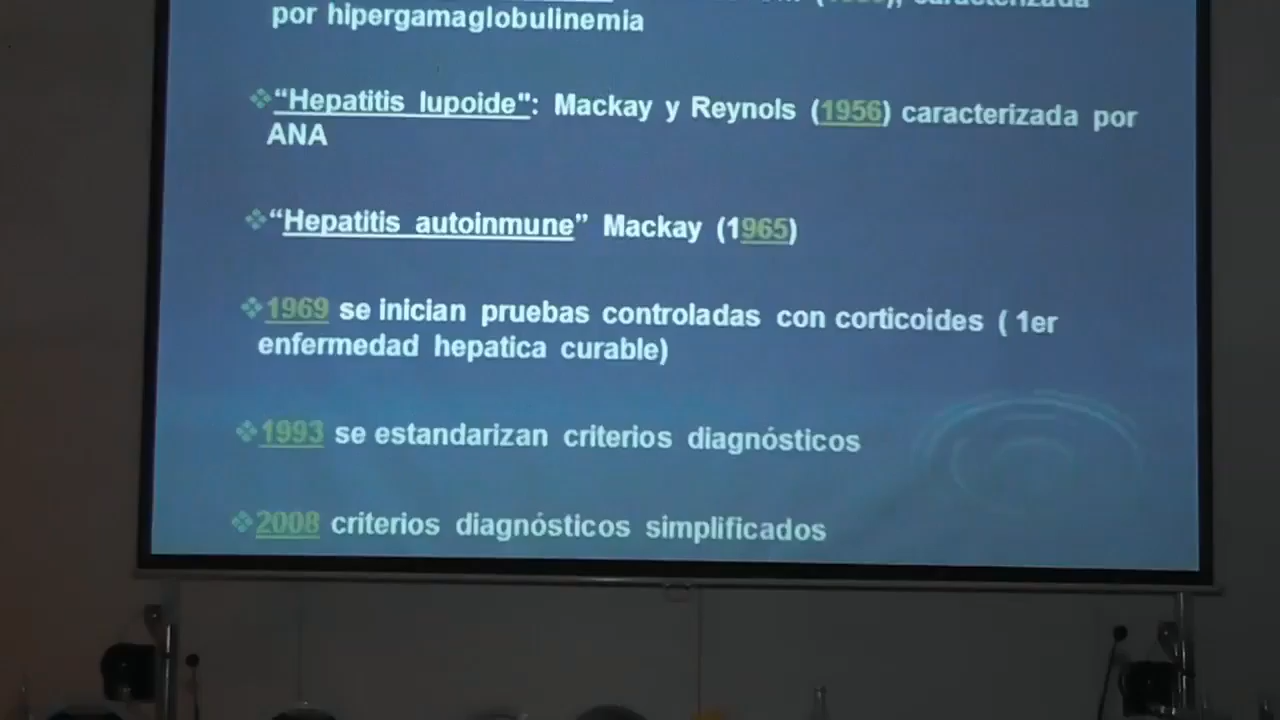 por hipergamaglobulinemia
“Hepatitis lupoide": Mackay y Reynols (1956) caracterizada por
ANA
“Hepatitis autoinmune” Mackay (1965)
1969 se inician pruebas controladas con corticoides ( 1er
enfermedad hepatica curable)
1993 se estandarizan criterios diagnósticos
2008 criterios diagnósticos simplificados